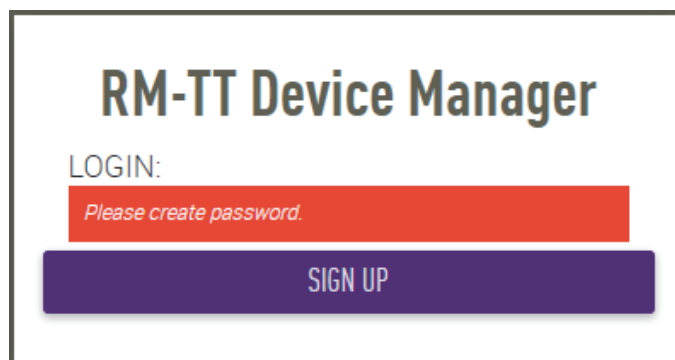 RM-TT Device Manager
LOGIN:
Please create password.
SIGN UP